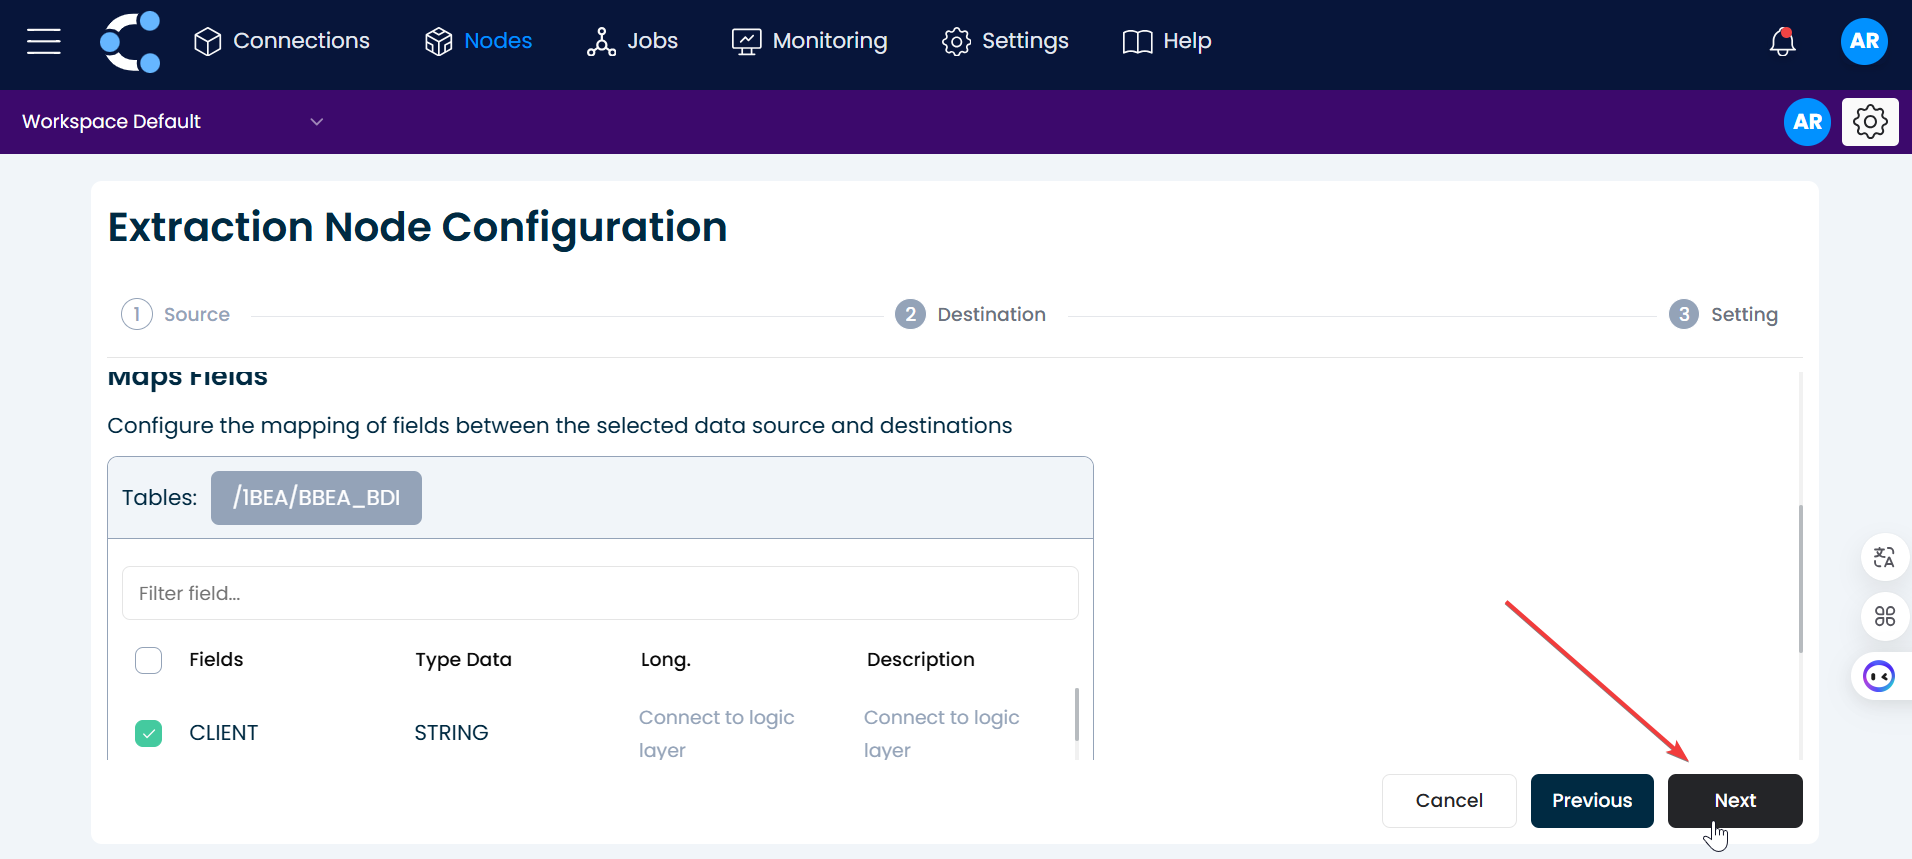 Connections
Nodes
Jobs
Monitoring
Settings
Help
AR
Workspace Default
AR
Extraction Node Configuration
1 Source
2 Destination
3 Setting
Maps Fields
Configure the mapping of fields between the selected data source and destinations
Tables: /1BEA/BBEA_BDI
Filter field...
Fields Type Data Long. Description
CLIENT STRING Connect to logic layer Connect to logic layer
Cancel
Previous
Next